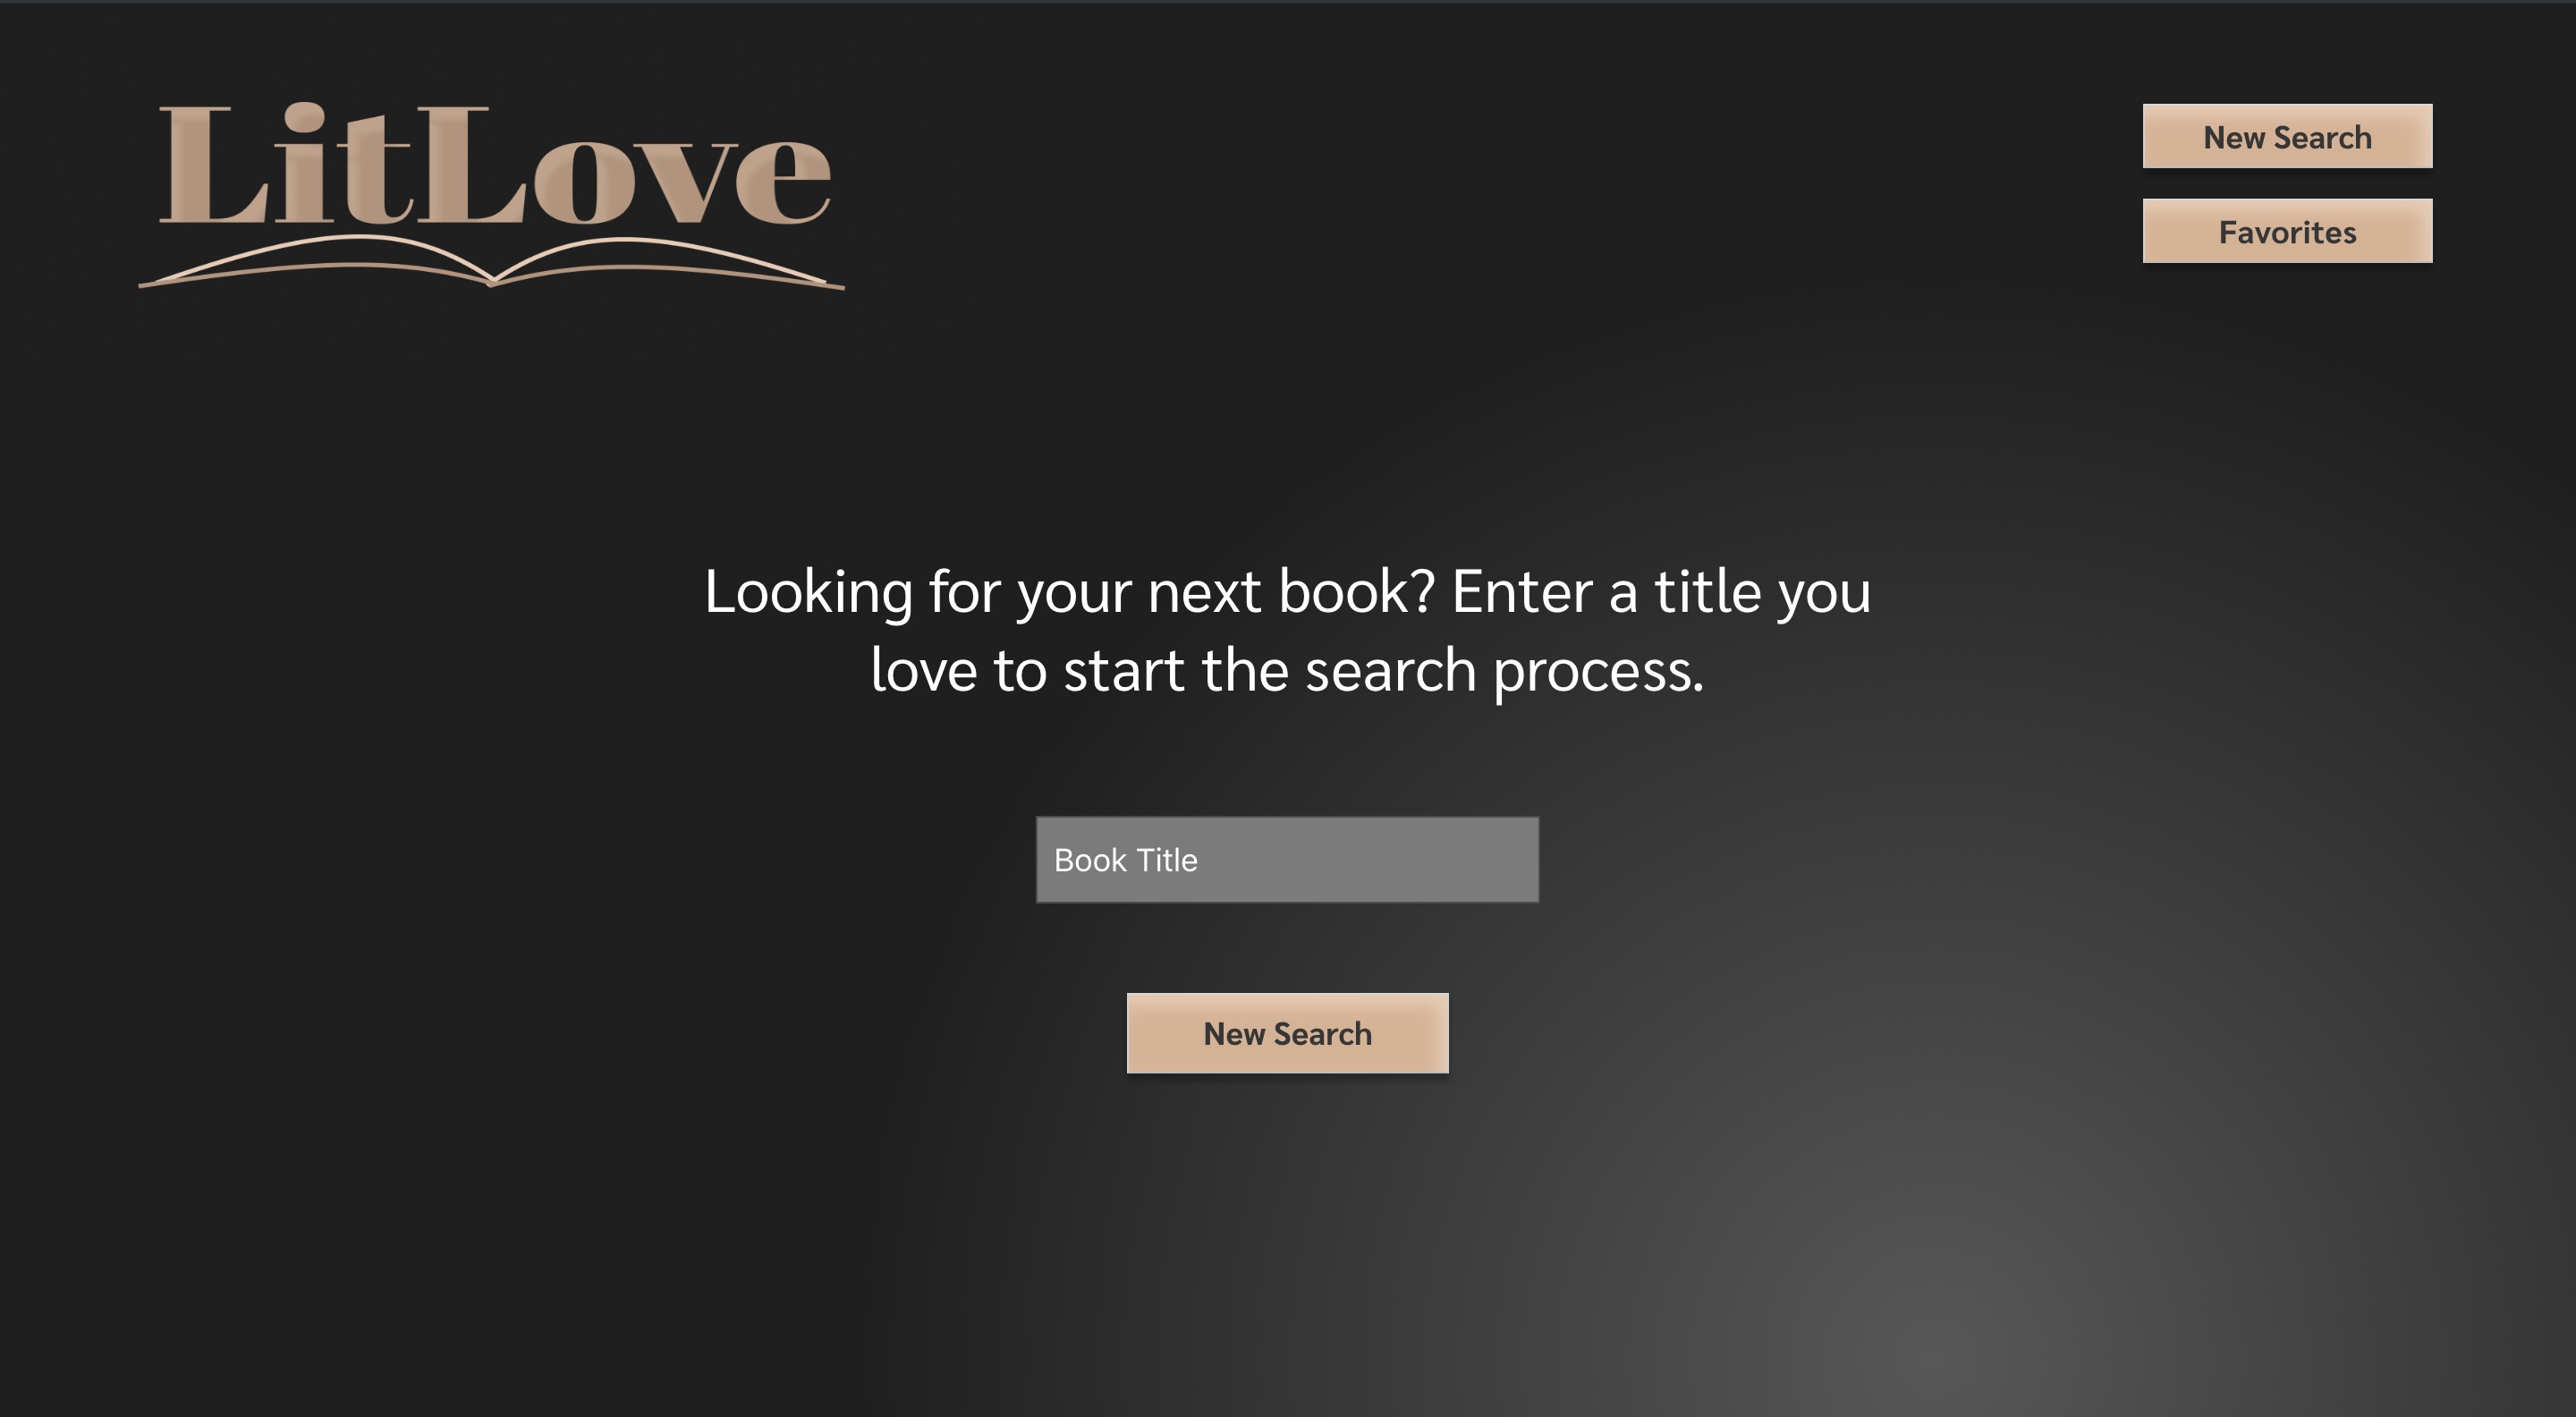 LitLove
New Search
Favorites
Looking for your next book? Enter a title you
love to start the search process.
Book Title
New Search